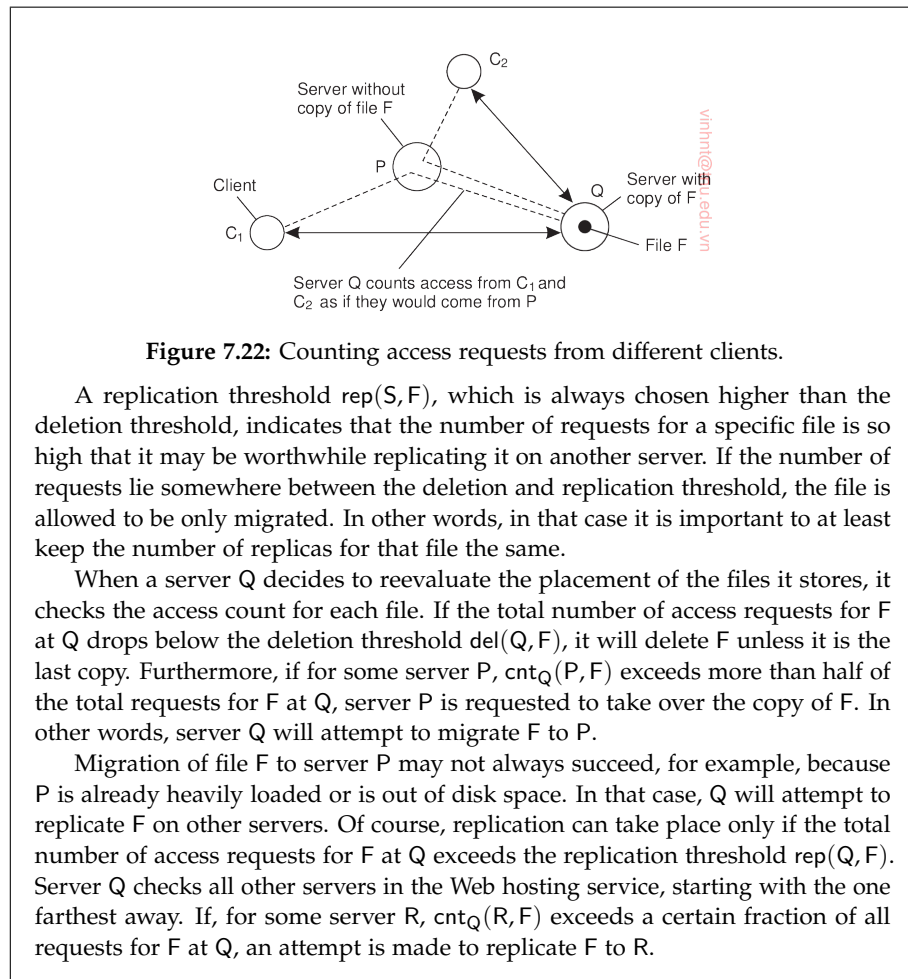 C2
Server without
copy of file F
P
Q
Server with
copy of F
Client
C1
File F
Server Q counts access from C1 and
C2 as if they would come from P
vinhnt@
u.edu.vn
Figure 7.22: Counting access requests from different clients.
A replication threshold rep(S, F), which is always chosen higher than the
deletion threshold, indicates that the number of requests for a specific file is so
high that it may be worthwhile replicating it on another server. If the number of
requests lie somewhere between the deletion and replication threshold, the file is
allowed to be only migrated. In other words, in that case it is important to at least
keep the number of replicas for that file the same.
When a server Q decides to reevaluate the placement of the files it stores, it
checks the access count for each file. If the total number of access requests for F
at Q drops below the deletion threshold del(Q, F), it will delete F unless it is the
last copy. Furthermore, if for some server P, cntQ(P, F) exceeds more than half of
the total requests for F at Q, server P is requested to take over the copy of F. In
other words, server Q will attempt to migrate F to P.
Migration of file F to server P may not always succeed, for example, because
P is already heavily loaded or is out of disk space. In that case, Q will attempt to
replicate F on other servers. Of course, replication can take place only if the total
number of access requests for F at Q exceeds the replication threshold rep(Q, F).
Server Q checks all other servers in the Web hosting service, starting with the one
farthest away. If, for some server R, cntQ(R, F) exceeds a certain fraction of all
requests for F at Q, an attempt is made to replicate F to R.